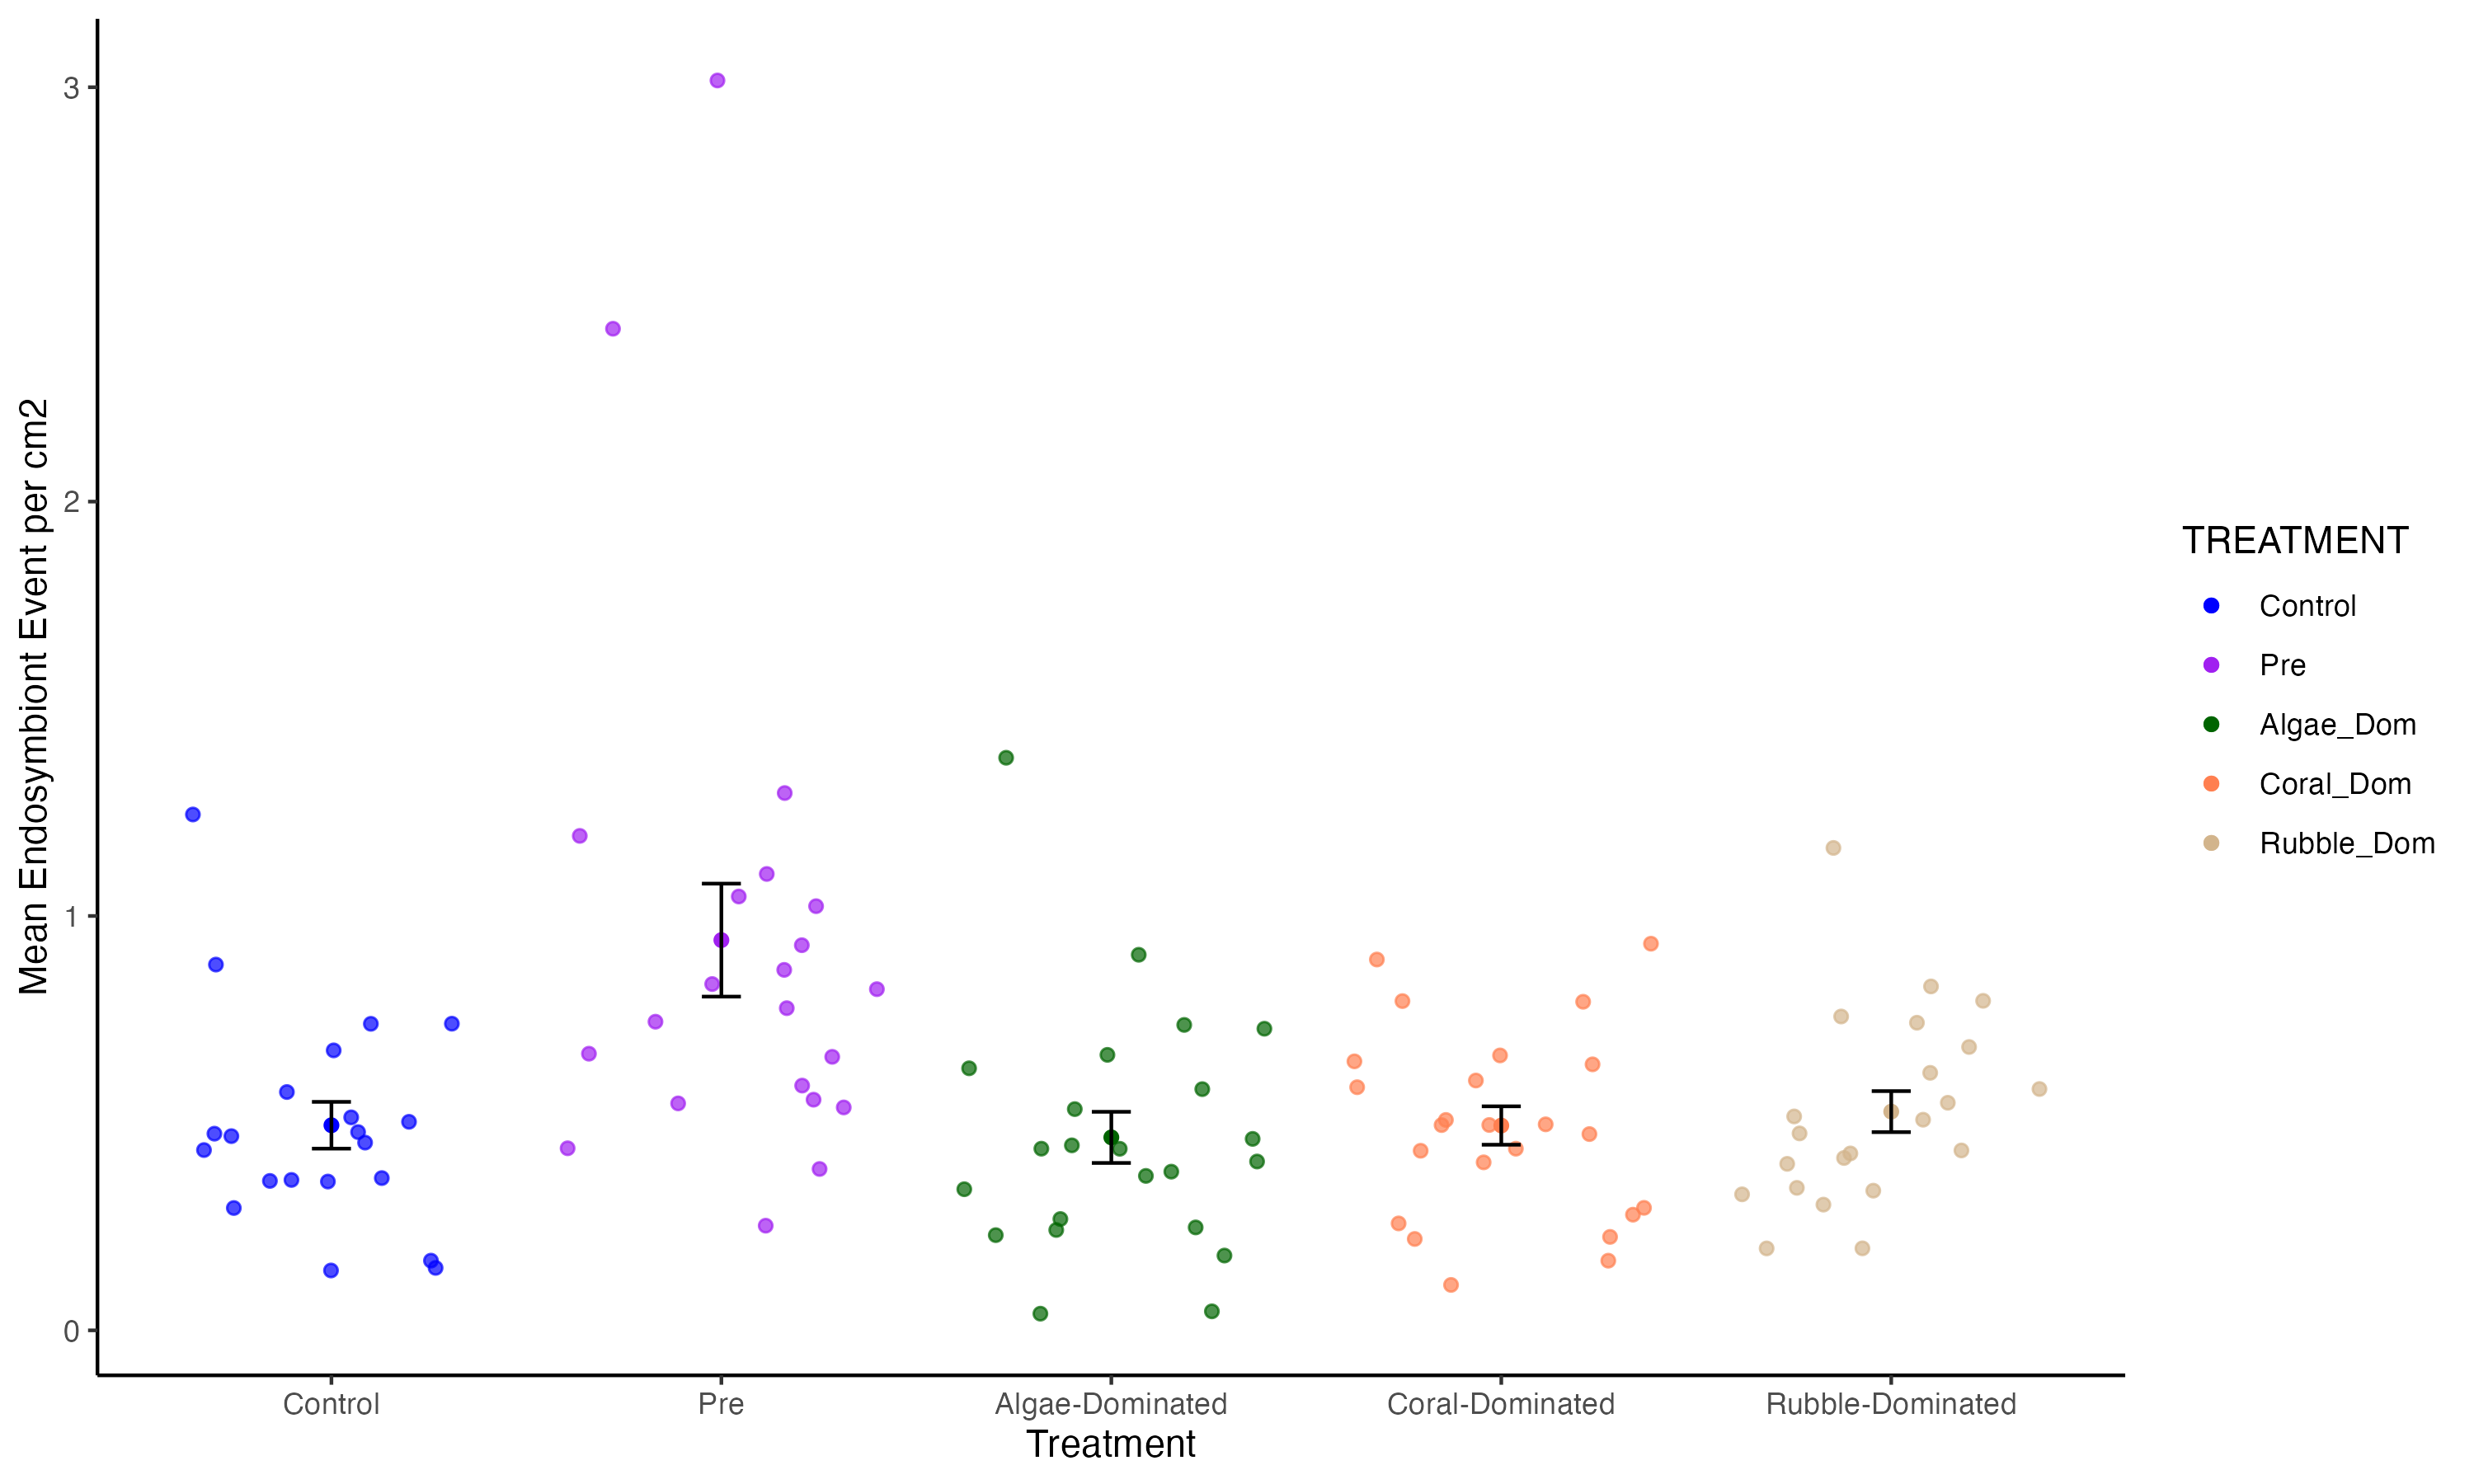 Mean Endosymbiont Event per cm2
3
2
1
0
Control
Pre
Algae-Dominated
Coral-Dominated
Rubble-Dominated
Treatment
TREATMENT
Control
Pre
Algae_Dom
Coral_Dom
Rubble_Dom